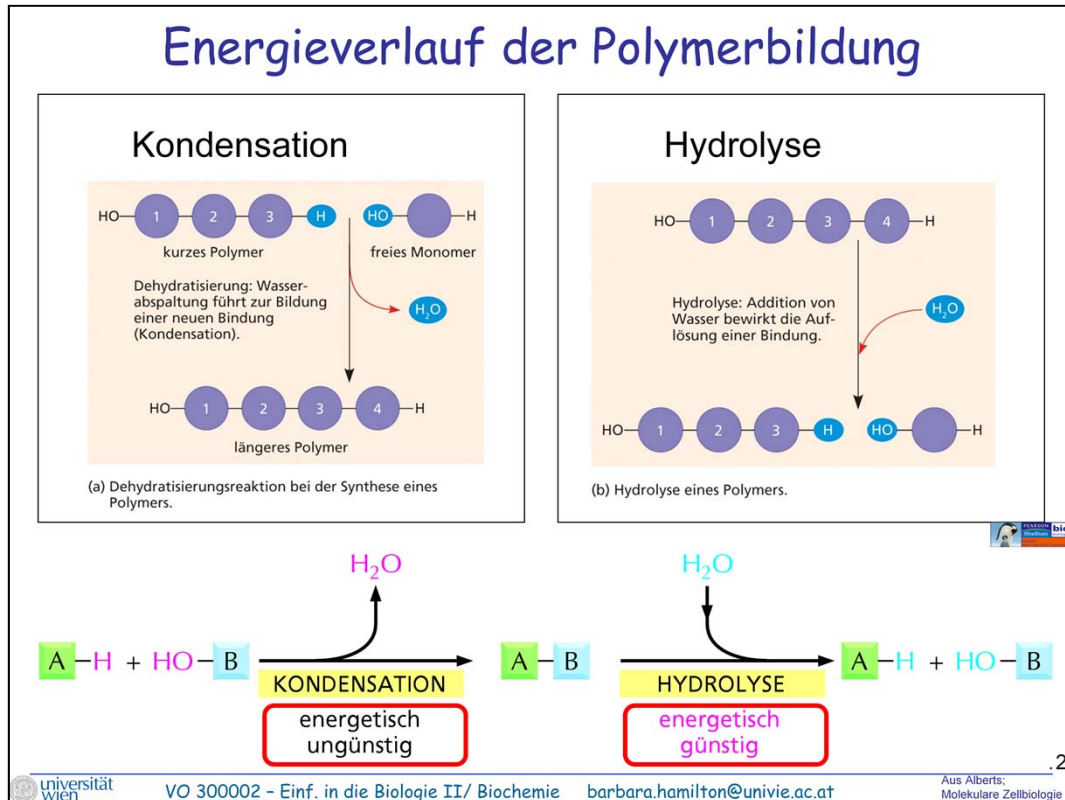 Energieverlauf der Polymerbildung
Kondensation
HO 1 2 3 H HO H
kurzes Polymer freies Monomer
Dehydratisierung: Wasser-
abspaltung führt zur Bildung
einer neuen Bindung
(Kondensation).
H₂O
HO 1 2 3 4 H
längeres Polymer
(a) Dehydratisierungsreaktion bei der Synthese eines
Polymers.
Hydrolyse
HO 1 2 3 4 H
Hydrolyse: Addition von
Wasser bewirkt die Auf-
lösung einer Bindung.
H₂O
HO 1 2 3 H HO H
(b) Hydrolyse eines Polymers.
PEARSON
Studium
H₂O H₂O
A–H + HO–B A–B A–H + HO–B
KONDENSATION HYDROLYSE
energetisch
ungünstig
energetisch
günstig
.2
universität
wien
VO 300002 – Einf. in die Biologie II/ Biochemie barbara.hamilton@univie.ac.at
Aus Alberts;
Molekulare Zellbiologie